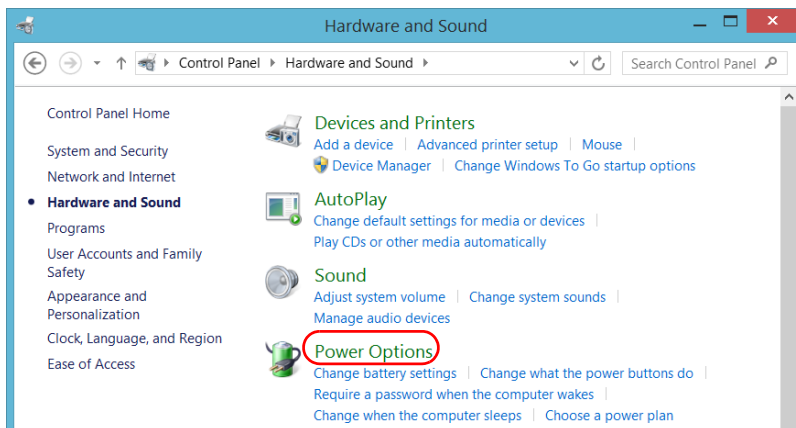 Hardware and Sound
Control Panel Hardware and Sound
Search Control Panel
Control Panel Home
System and Security
Network and Internet
Hardware and Sound
Programs
User Accounts and Family
Safety
Appearance and
Personalization
Clock, Language, and Region
Ease of Access
Devices and Printers
Add a device | Advanced printer setup | Mouse |
Device Manager | Change Windows To Go startup options
AutoPlay
Change default settings for media or devices |
Play CDs or other media automatically
Sound
Adjust system volume | Change system sounds |
Manage audio devices
Power Options
Change battery settings | Change what the power buttons do |
Require a password when the computer wakes |
Change when the computer sleeps | Choose a power plan